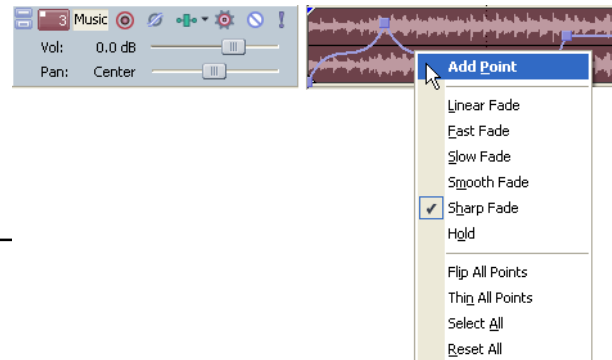 3 Music
Vol: 0.0 dB
Pan: Center
Add Point
Linear Fade
Fast Fade
Slow Fade
Smooth Fade
Sharp Fade
Hold
Flip All Points
Thin All Points
Select All
Reset All